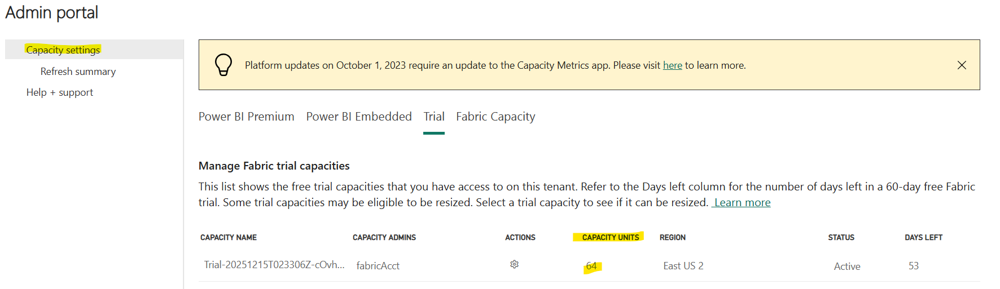 Admin portal
Capacity settings
Refresh summary
Help + support
Platform updates on October 1, 2023 require an update to the Capacity Metrics app. Please visit here to learn more.
Power BI Premium Power BI Embedded Trial Fabric Capacity
Manage Fabric trial capacities
This list shows the free trial capacities that you have access to on this tenant. Refer to the Days left column for the number of days left in a 60-day free Fabric
trial. Some trial capacities may be eligible to be resized. Select a trial capacity to see if it can be resized. Learn more
CAPACITY NAME CAPACITY ADMINS ACTIONS CAPACITY UNITS REGION STATUS DAYS LEFT
Trial-20251215T023306Z-cOvh... fabricAcct 64 East US 2 Active 53